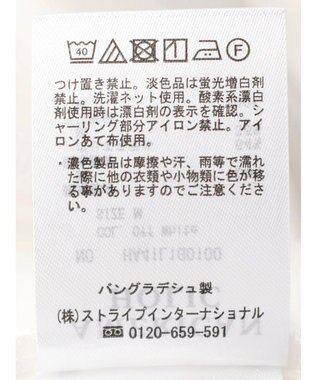 40 F
つけ置き禁止。淡色品は蛍光増白剤
禁止。洗濯ネット使用。酸素系漂白
剤使用時は漂白剤の表示を確認。シ
ャーリング部分アイロン禁止。アイ
ロンあて布使用。
・濃色製品は摩擦や汗、雨等で濡れ
た際に他の衣類や小物類に色が移
る事がありますのでご注意くださ
い。
SIZE M
COL Off White
NO HA41L1G0100
バングラデシュ製
(株)ストライプインターナショナル
0120-659-591